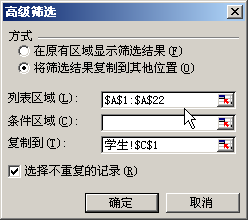 高级筛选
方式
在原有区域显示筛选结果(F)
将筛选结果复制到其他位置(O)
列表区域(L): $A$1:$A$22
条件区域(C):
复制到(T): 学生!$C$1
选择不重复的记录(R)
确定 取消